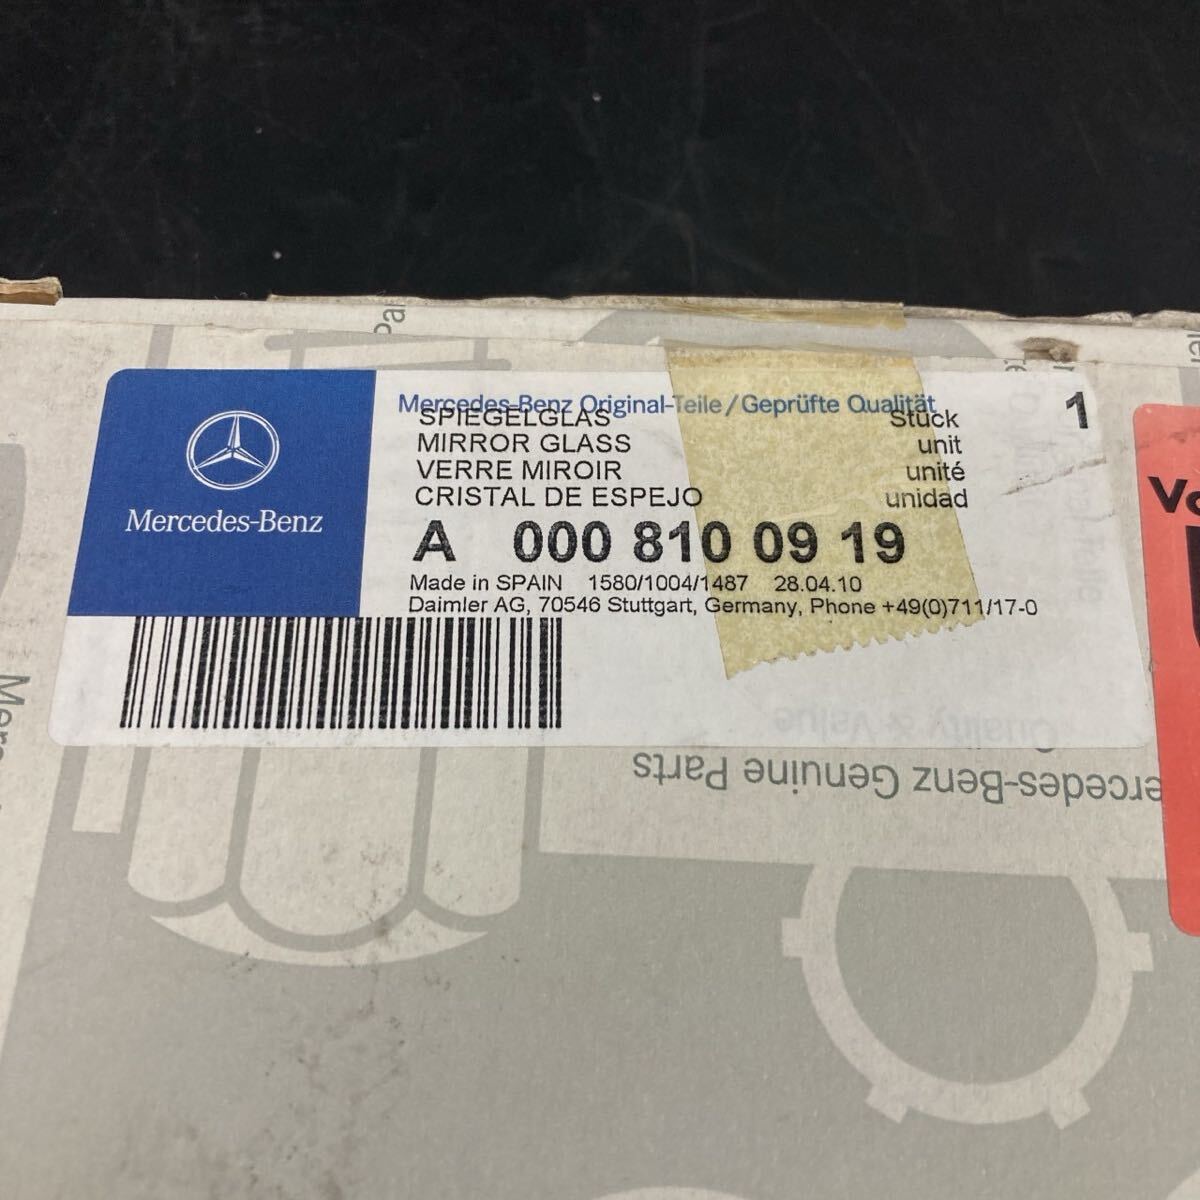 Mercedes-Benz
Mercedes-Benz Original-Teile/Geprüfte Qualität
SPIEGELGLAS Stück 1
MIRROR GLASS unit
VERRE MIROIR unité
CRISTAL DE ESPEJO unidad
A 000 810 09 19
Made in SPAIN 1580/1004/1487 28.04.10
Daimler AG, 70546 Stuttgart, Germany, Phone +49(0)711/17-0
Quality & Value
ercedes-Benz Genuine Parts